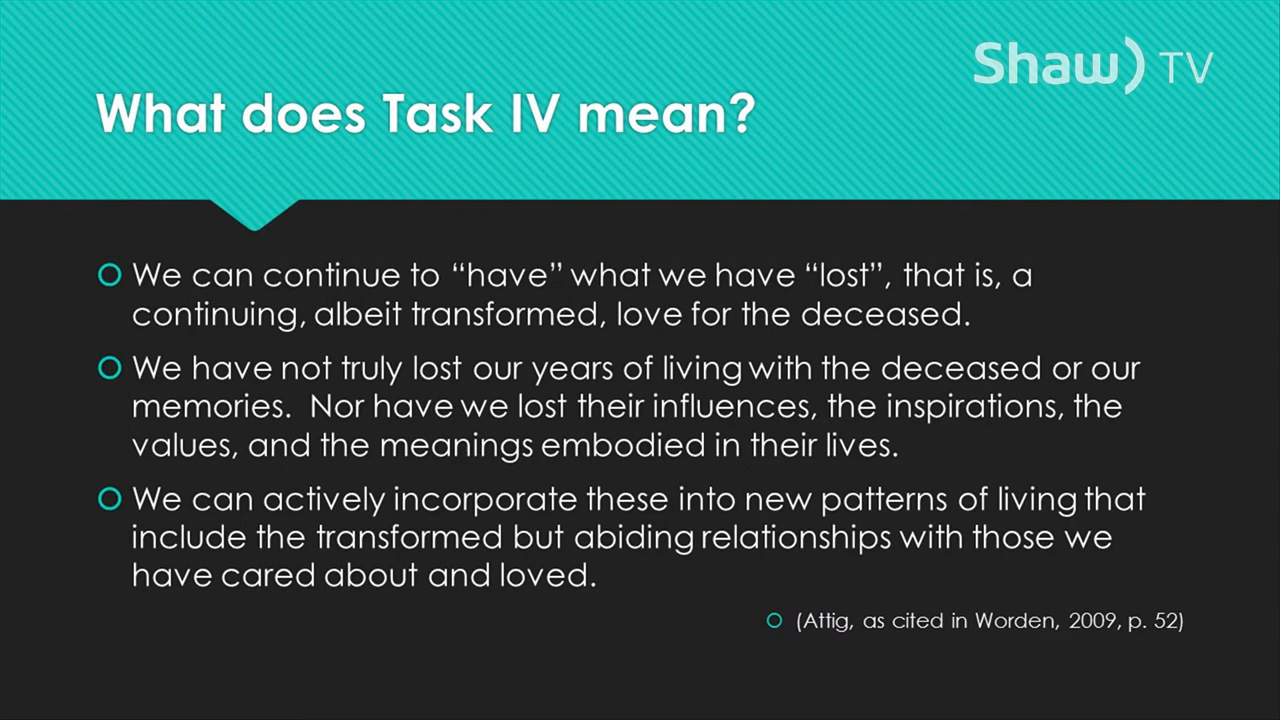 Shaw) TV
What does Task IV mean?
We can continue to “have” what we have “lost”, that is, a
continuing, albeit transformed, love for the deceased.
We have not truly lost our years of living with the deceased or our
memories.  Nor have we lost their influences, the inspirations, the
values, and the meanings embodied in their lives.
We can actively incorporate these into new patterns of living that
include the transformed but abiding relationships with those we
have cared about and loved.
(Attig, as cited in Worden, 2009, p. 52)